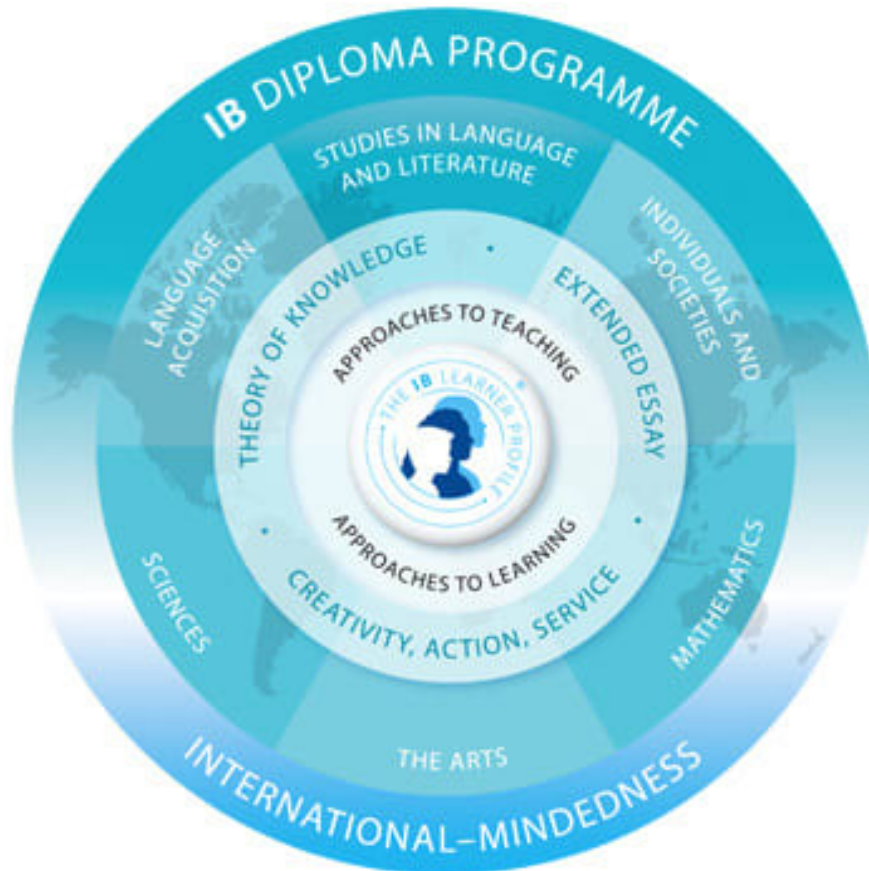 IB DIPLOMA PROGRAMME
STUDIES IN LANGUAGE
AND LITERATURE
LANGUAGE
ACQUISITION
INDIVIDUALS AND
SOCIETIES
THEORY OF KNOWLEDGE
EXTENDED ESSAY
APPROACHES TO TEACHING
THE IB LEARNER PROFILE
®
APPROACHES TO LEARNING
CREATIVITY, ACTION, SERVICE
SCIENCES
MATHEMATICS
THE ARTS
INTERNATIONAL–MINDEDNESS